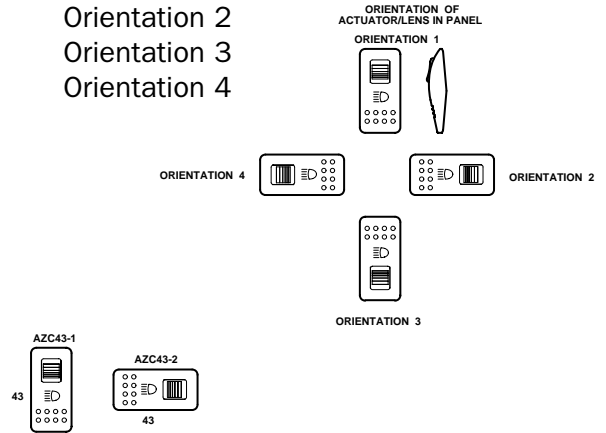 Orientation 2
Orientation 3
Orientation 4
ORIENTATION OF
ACTUATOR/LENS IN PANEL
ORIENTATION 1
ORIENTATION 4
ORIENTATION 2
ORIENTATION 3
AZC43-1
43
AZC43-2
43